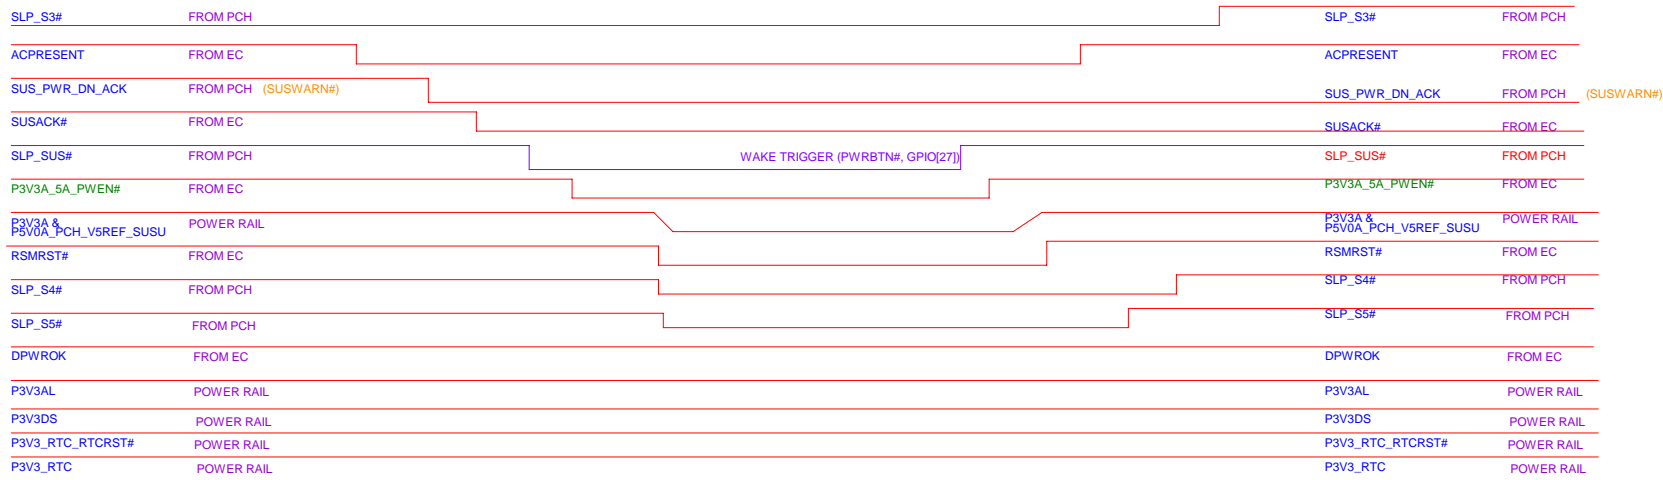 SLP_S3# FROM PCH SLP_S3# FROM PCH
ACPRESENT FROM EC ACPRESENT FROM EC
SUS_PWR_DN_ACK FROM PCH (SUSWARN#) SUS_PWR_DN_ACK FROM PCH (SUSWARN#)
SUSACK# FROM EC SUSACK# FROM EC
SLP_SUS# FROM PCH WAKE TRIGGER (PWRBTN#, GPIO[27]) SLP_SUS# FROM PCH
P3V3A_5A_PWEN# FROM EC P3V3A_5A_PWEN# FROM EC
P3V3A & POWER RAIL P3V3A & POWER RAIL
P5V0A_PCH_V5REF_SUSU P5V0A_PCH_V5REF_SUSU
RSMRST# FROM EC RSMRST# FROM EC
SLP_S4# FROM PCH SLP_S4# FROM PCH
SLP_S5# FROM PCH SLP_S5# FROM PCH
DPWROK FROM EC DPWROK FROM EC
P3V3AL POWER RAIL P3V3AL POWER RAIL
P3V3DS POWER RAIL P3V3DS POWER RAIL
P3V3_RTC_RTCRST# POWER RAIL P3V3_RTC_RTCRST# POWER RAIL
P3V3_RTC POWER RAIL P3V3_RTC POWER RAIL